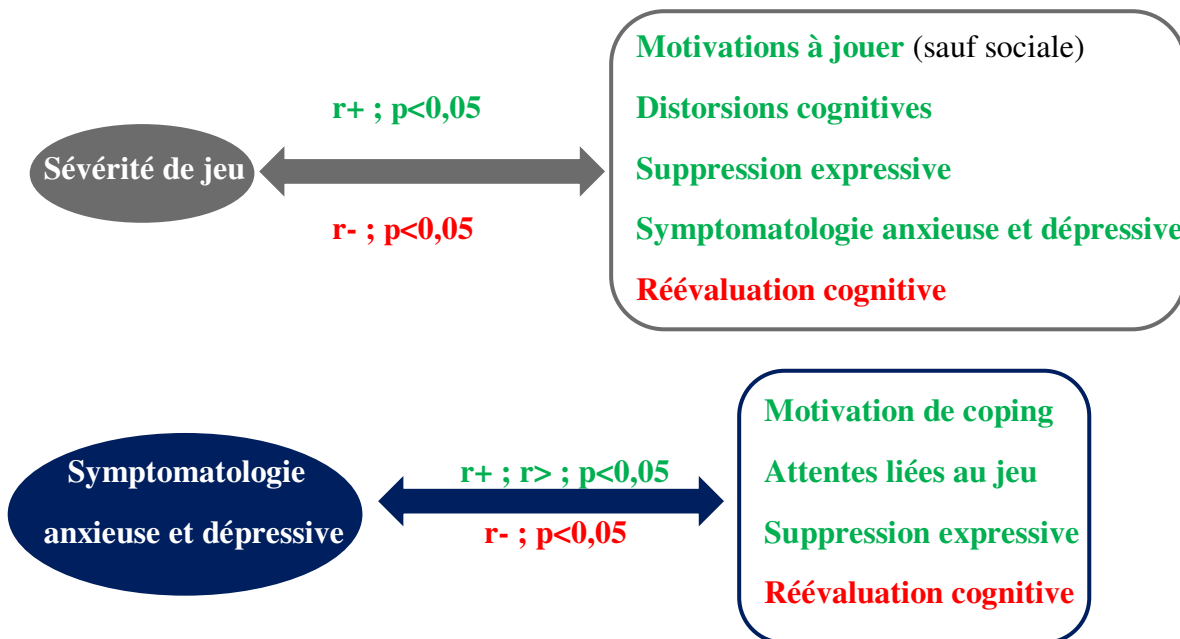 Motivations à jouer (sauf sociale)
r+ ; p<0,05
Distorsions cognitives
Sévérité de jeu
Suppression expressive
r- ; p<0,05
Symptomatologie anxieuse et dépressive
Réévaluation cognitive
Motivation de coping
Symptomatologie
anxieuse et dépressive
r+ ; r> ; p<0,05
Attentes liées au jeu
r- ; p<0,05
Suppression expressive
Réévaluation cognitive